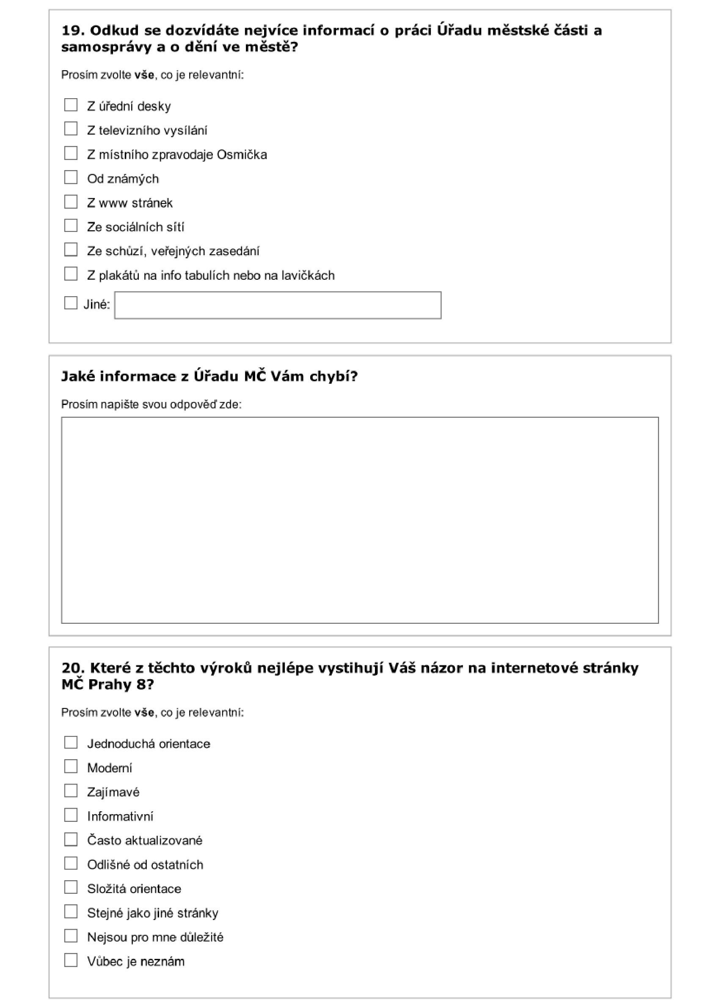 19. Odkud se dozvídáte nejvíce informací o práci Úřadu městské části a
samosprávy a o dění ve městě?
Prosím zvolte vše, co je relevantní:
Z úřední desky
Z televizního vysílání
Z místního zpravodaje Osmička
Od známých
Z www stránek
Ze sociálních sítí
Ze schůzí, veřejných zasedání
Z plakátů na info tabulích nebo na lavičkách
Jiné:
Jaké informace z Úřadu MČ Vám chybí?
Prosím napište svou odpověď zde:
20. Které z těchto výroků nejlépe vystihují Váš názor na internetové stránky
MČ Prahy 8?
Prosím zvolte vše, co je relevantní:
Jednoduchá orientace
Moderní
Zajímavé
Informativní
Často aktualizované
Odlišné od ostatních
Složitá orientace
Stejné jako jiné stránky
Nejsou pro mne důležité
Vůbec je neznám